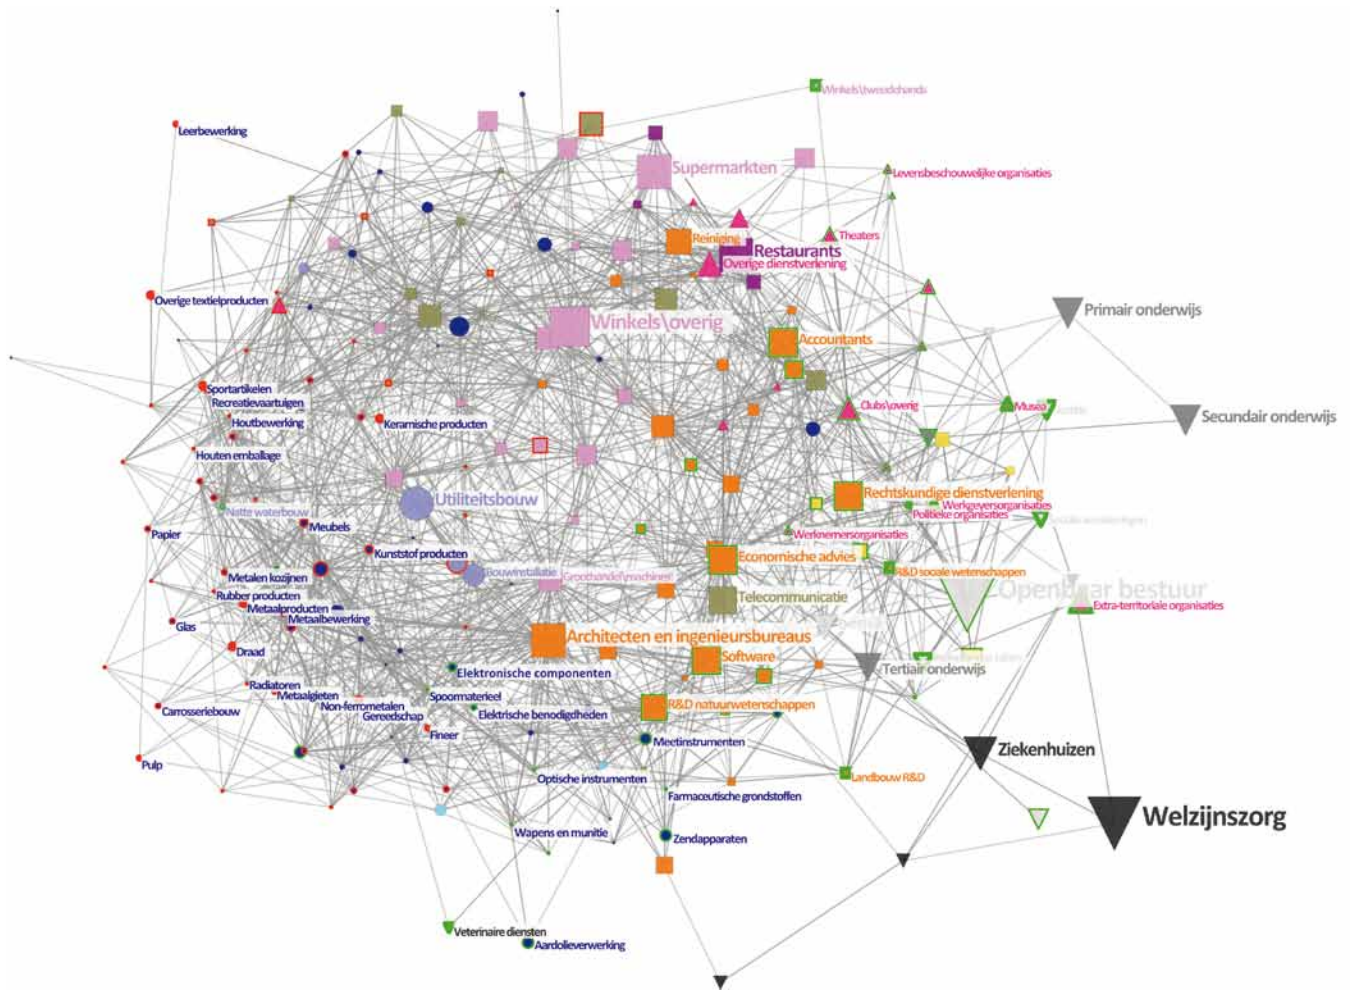 Winkels\tweedehands
Leerbewerking
Supermarkten
Levensbeschouwelijke organisaties
Theaters
Reiniging
Restaurants
Overige dienstverlening
Overige textielproducten
Primair onderwijs
Winkels\overig
Accountants
Sportartikelen
Recreatievaartuigen
Clubs\overig
Musea
Secundair onderwijs
Houtbewerking
Keramische producten
Houten emballage
Utiliteitsbouw
Rechtskundige dienstverlening
Natte waterbouw
Werkgeversorganisaties
Politieke organisaties
Meubels
Papier
Werknemersorganisaties
Kunststof producten
Economische advies
Metalen kozijnen
Bouwinstallatie
Groothandel\machines
R&D sociale wetenschappen
Openbaar bestuur
Rubber producten
Telecommunicatie
Metaalproducten
Extra-territoriale organisaties
Metaalbewerking
Glas
Architecten en ingenieursbureaus
Draad
Software
Elektronische componenten
Tertiair onderwijs
Radiatoren
Metaalgieten
Spoormaterieel
Non-ferrometalen
R&D natuurwetenschappen
Carrosseriebouw
Gereedschap
Elektrische benodigdheden
Fineer
Meetinstrumenten
Ziekenhuizen
Pulp
Optische instrumenten
Landbouw R&D
Farmaceutische grondstoffen
Welzijnszorg
Wapens en munitie
Zendapparaten
Veterinaire diensten
Aardolieverwerking